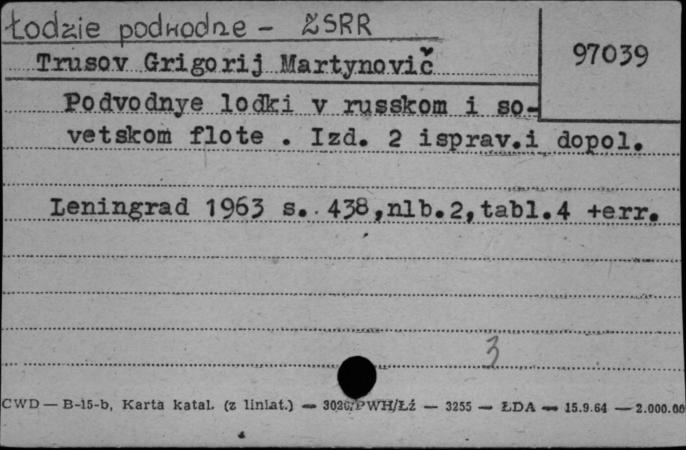 Łodzie podwodne - ZSRR
97039
Trusov Grigorij Martynovič
Podvodnye lodki v russkom i so-
vetskom flote . Izd. 2 isprav.i dopol.
Leningrad 1963 s. 438,nlb.2,tabl.4 +err.
3
CWD — B-15-b, Karta katal. (z liniat.) — 3026/PWH/Łź — 3255 — ŁDA — 15.9.64 — 2.000.00